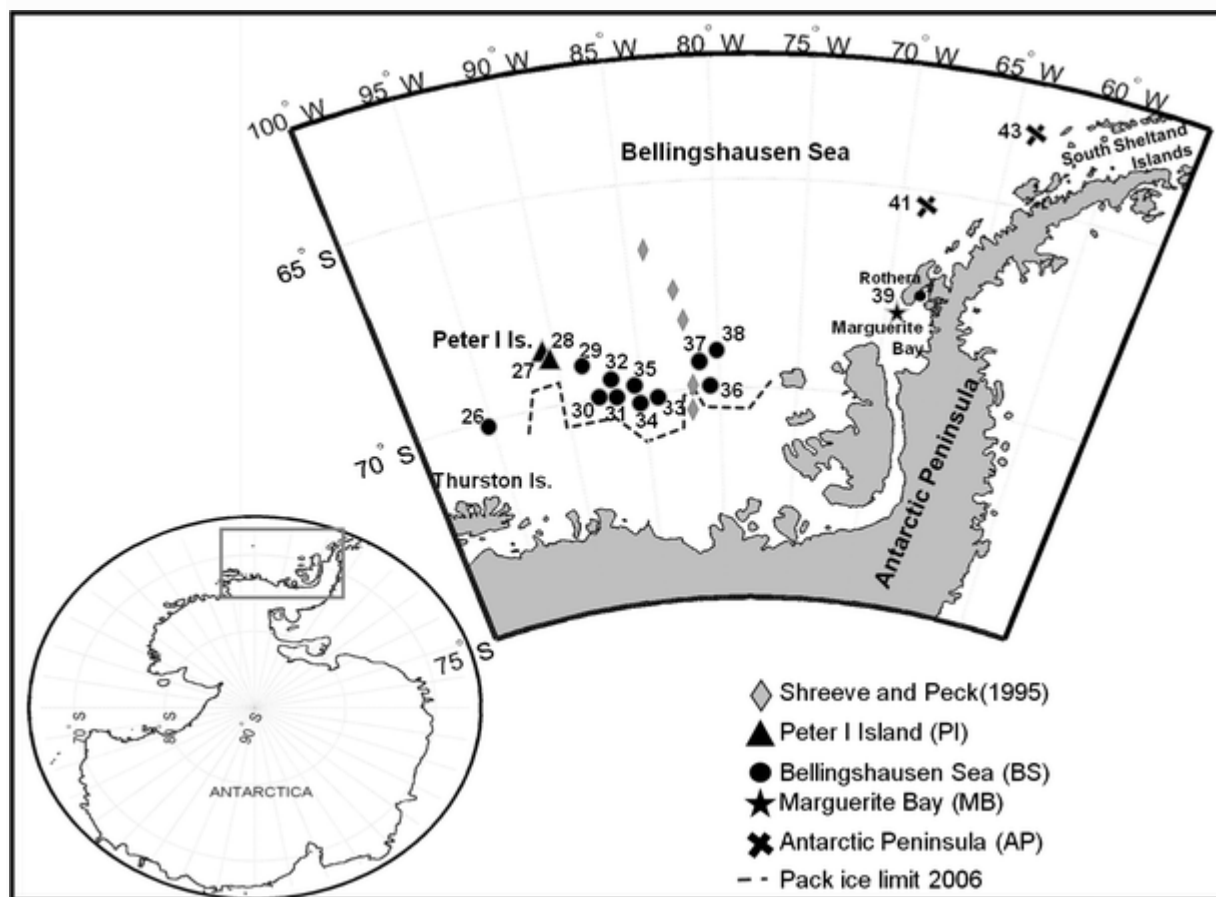 100° W
95° W
90° W
85° W
80° W
75° W
70° W
65° W
60° W
43
South Sheltand
Islands
Bellingshausen Sea
41
65° S
Rothera
39
Marguerite
Bay
Peter I Is.
28
27
29
32
35
37
38
30
31
34
33
36
26
70° S
Thurston Is.
Antarctic Peninsula
75° S
70° S
80° S
90° S
ANTARCTICA
Shreeve and Peck(1995)
Peter I Island (PI)
Bellingshausen Sea (BS)
Marguerite Bay (MB)
Antarctic Peninsula (AP)
Pack ice limit 2006